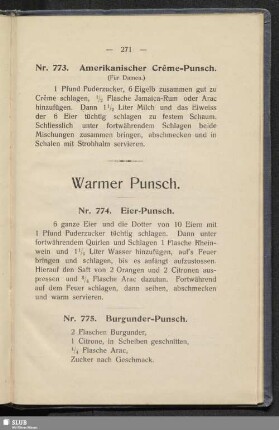 — 271 —
Nr. 773. Amerikanischer Crême-Punsch.
(Für Damen.)
1 Pfund Puderzucker, 6 Eigelb zusammen gut zu
Crême schlagen, 1/2 Flasche Jamaica-Rum oder Arac
hinzufügen. Dann 1 1/2 Liter Milch und das Eiweiss
der 6 Eier tüchtig schlagen zu festem Schaum.
Schliesslich unter fortwährendem Schlagen beide
Mischungen zusammen bringen, abschmecken und in
Schalen mit Strohhalm servieren.
Warmer Punsch.
Nr. 774. Eier-Punsch.
6 ganze Eier und die Dotter von 10 Eiern mit
1 Pfund Puderzucker tüchtig schlagen. Dann unter
fortwährendem Quirlen und Schlagen 1 Flasche Rhein-
wein und 1 1/2 Liter Wasser hinzufügen, auf's Feuer
bringen und schlagen, bis es anfängt aufzustossen.
Hierauf den Saft von 2 Orangen und 2 Citronen aus-
pressen und 3/4 Flasche Arac dazutun. Fortwährend
auf dem Feuer schlagen, dann seihen, abschmecken
und warm servieren.
Nr. 775. Burgunder-Punsch.
2 Flaschen Burgunder,
1 Citrone, in Scheiben geschnitten,
1/4 Flasche Arac,
Zucker nach Geschmack.
SLUB